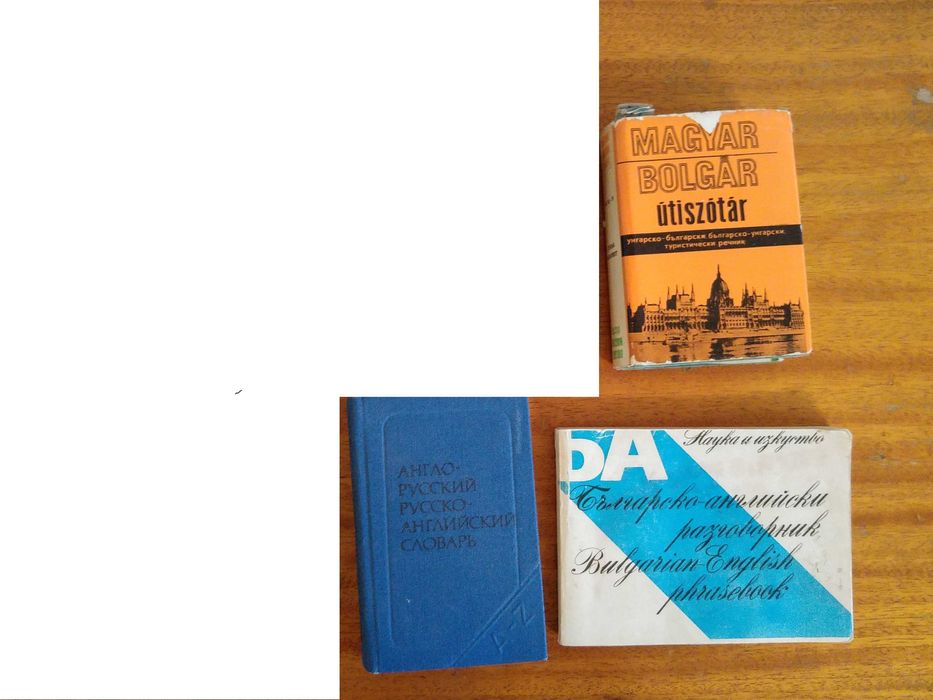 MAGYAR
BOLGÁR
útiszótár
унгарско-български, българско-унгарски,
туристически речник
АНГЛО-
РУССКИЙ
РУССКО-
АНГЛИЙСКИЙ
СЛОВАРЬ
A-Z
БА
Наука и изкуство
Българско-английски
разговорник
Bulgarian-English
phrasebook